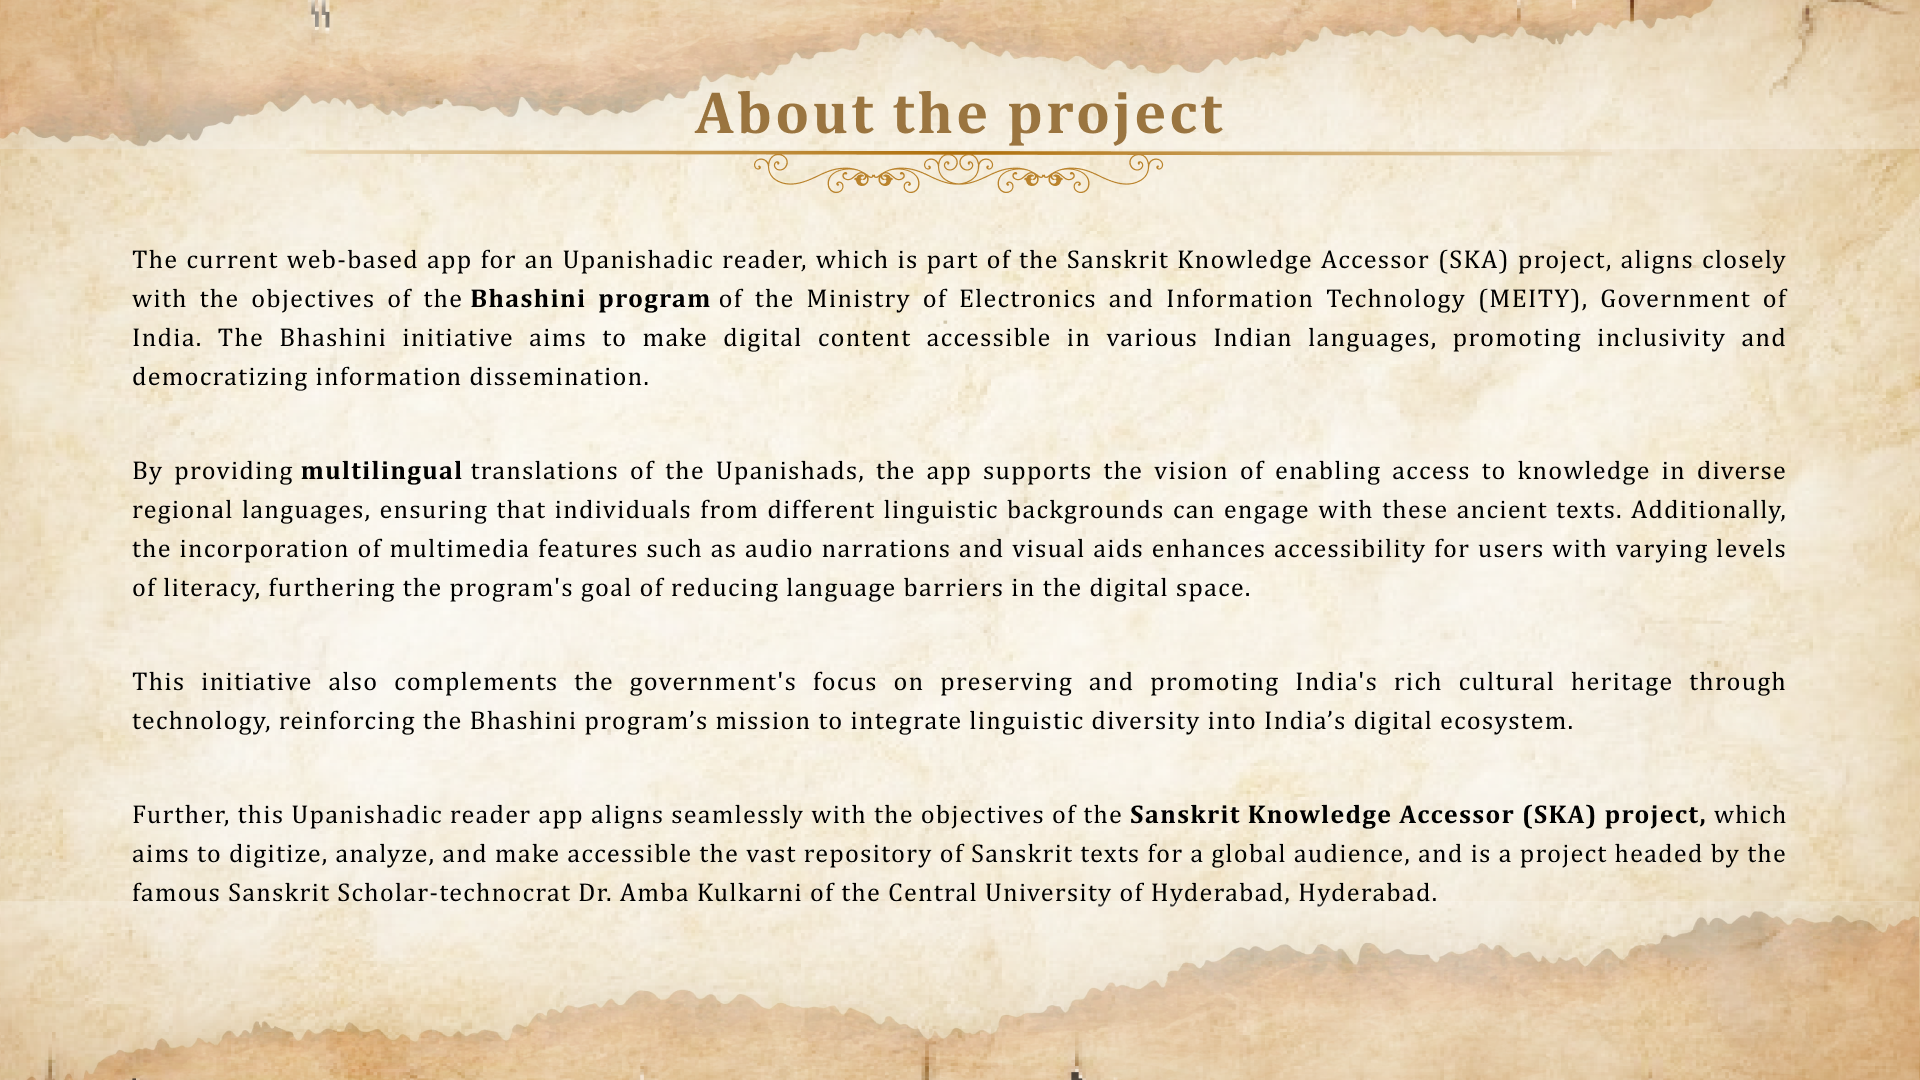 About the project
The current web-based app for an Upanishadic reader, which is part of the Sanskrit Knowledge Accessor (SKA) project, aligns closely
with the objectives of the Bhashini program of the Ministry of Electronics and Information Technology (MEITY), Government of
India. The Bhashini initiative aims to make digital content accessible in various Indian languages, promoting inclusivity and
democratizing information dissemination.
By providing multilingual translations of the Upanishads, the app supports the vision of enabling access to knowledge in diverse
regional languages, ensuring that individuals from different linguistic backgrounds can engage with these ancient texts. Additionally,
the incorporation of multimedia features such as audio narrations and visual aids enhances accessibility for users with varying levels
of literacy, furthering the program's goal of reducing language barriers in the digital space.
This initiative also complements the government's focus on preserving and promoting India's rich cultural heritage through
technology, reinforcing the Bhashini program’s mission to integrate linguistic diversity into India’s digital ecosystem.
Further, this Upanishadic reader app aligns seamlessly with the objectives of the Sanskrit Knowledge Accessor (SKA) project, which
aims to digitize, analyze, and make accessible the vast repository of Sanskrit texts for a global audience, and is a project headed by the
famous Sanskrit Scholar-technocrat Dr. Amba Kulkarni of the Central University of Hyderabad, Hyderabad.